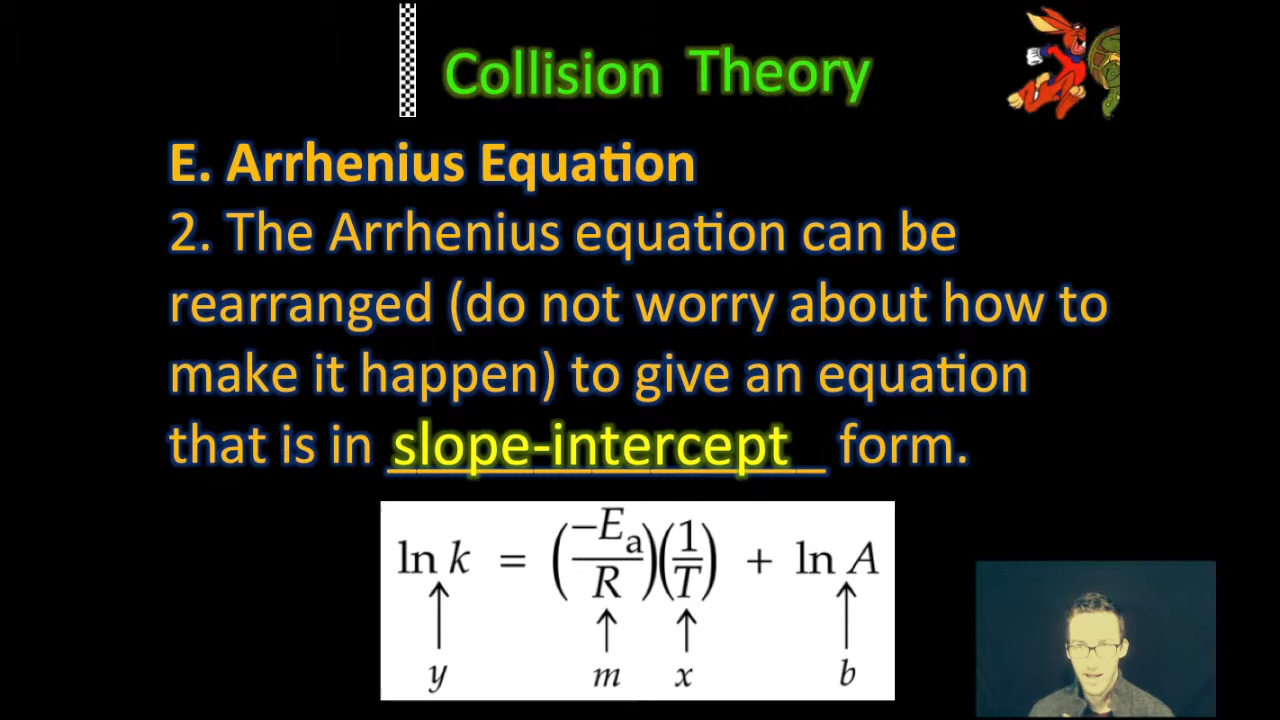 Collision Theory
E. Arrhenius Equation
2. The Arrhenius equation can be
rearranged (do not worry about how to
make it happen) to give an equation
that is in slope-intercept form.
ln k = (−Eₐ/R)(1/T) + ln A
y m x b